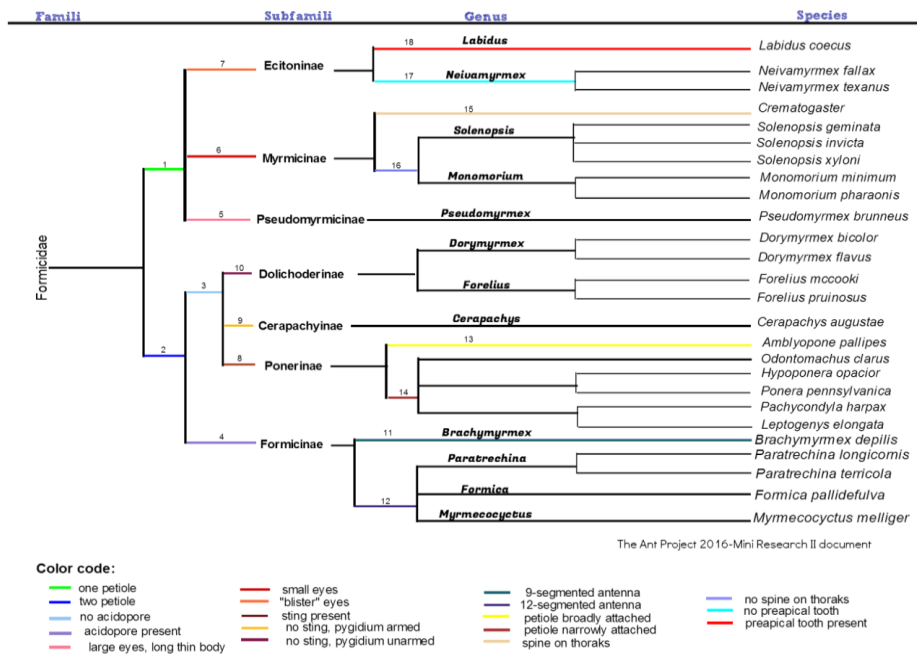 Famili Subfamili Genus Species
18 Labidus Labidus coecus
7 Ecitoninae
17 Neivamyrmex Neivamyrmex fallax
Neivamyrmex texanus
15 Crematogaster
Solenopsis Solenopsis geminata
6 Myrmicinae Solenopsis invicta
16 Solenopsis xyloni
1 Monomorium Monomorium minimum
Monomorium pharaonis
5 Pseudomyrmicinae Pseudomyrmex Pseudomyrmex brunneus
Formicidae
Dorymyrmex Dorymyrmex bicolor
Dorymyrmex flavus
10 Dolichoderinae
3 Forelius Forelius mccooki
Forelius pruinosus
9 Cerapachyinae Cerapachys Cerapachys augustae
2 13 Amblyopone pallipes
8 Ponerinae Odontomachus clarus
Hypoponera opacior
14 Ponera pennsylvanica
Pachycondyla harpax
Leptogenys elongata
4 Formicinae 11 Brachymyrmex Brachymyrmex depilis
Paratrechina Paratrechina longicornis
Paratrechina terricola
12 Formica Formica pallidefulva
Myrmecocyctus Myrmecocyctus melliger
The Ant Project 2016-Mini Research II document
Color code:
one petiole
two petiole
no acidopore
acidopore present
large eyes, long thin body
small eyes
"blister" eyes
sting present
no sting, pygidium armed
no sting, pygidium unarmed
9-segmented antenna
12-segmented antenna
petiole broadly attached
petiole narrowly attached
spine on thoraks
no spine on thoraks
no preapical tooth
preapical tooth present